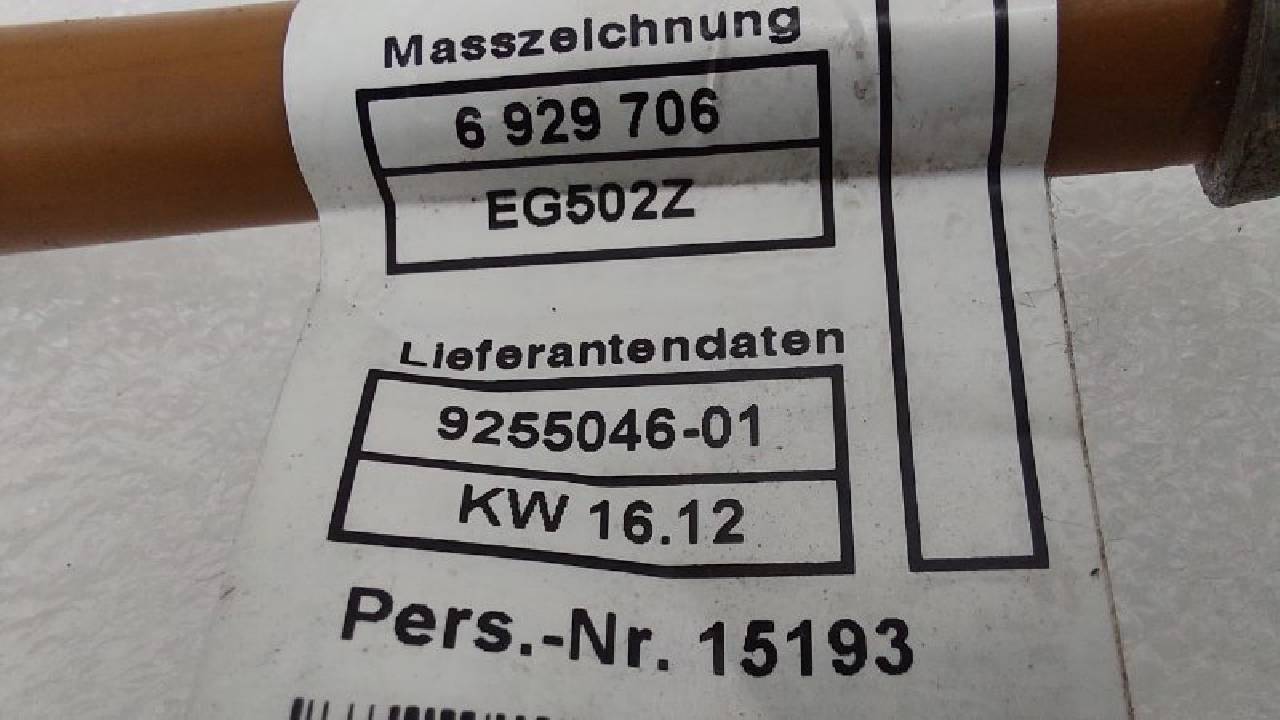 Masszeichnung
6 929 706
EG502Z
Lieferantendaten
9255046-01
KW 16.12
Pers.-Nr. 15193